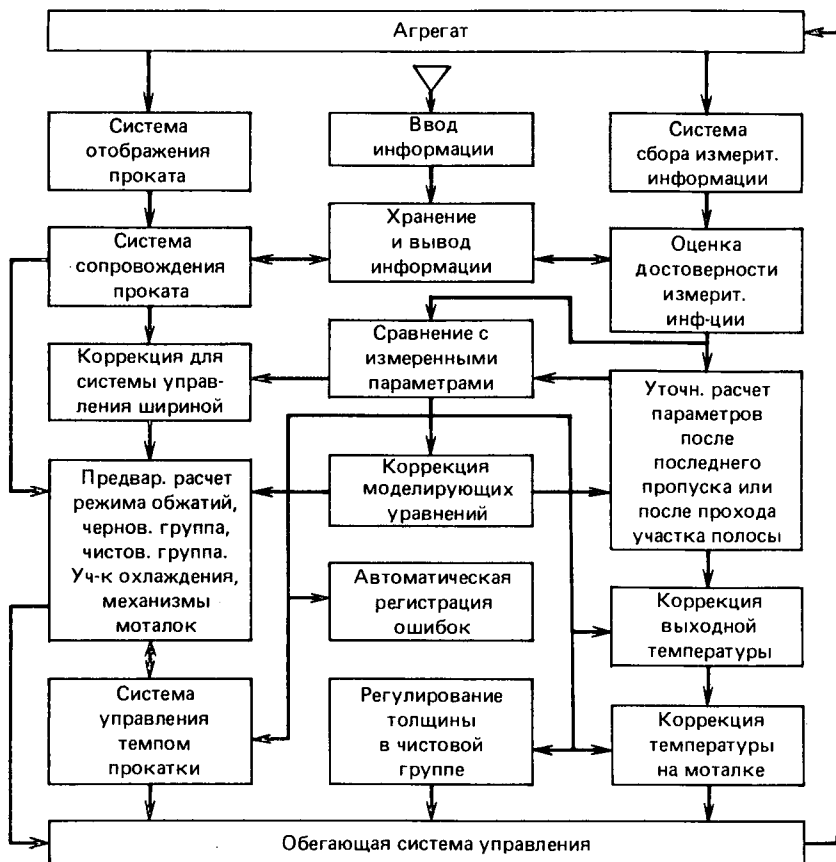 Агрегат
Система
отображения
проката
Ввод
информации
Система
сбора измерит.
информации
Система
сопровождения
проката
Хранение
и вывод
информации
Оценка
достоверности
измерит.
инф-ции
Коррекция для
системы управ-
ления шириной
Сравнение с
измеренными
параметрами
Уточн. расчет
параметров
после
последнего
пропуска или
после прохода
участка полосы
Предвар. расчет
режима обжатий,
чернов. группа,
чистов. группа.
Уч-к охлаждения,
механизмы
моталок
Коррекция
моделирующих
уравнений
Автоматическая
регистрация
ошибок
Коррекция
выходной
температуры
Система
управления
темпом
прокатки
Регулирование
толщины
в чистовой
группе
Коррекция
температуры
на моталке
Обегающая система управления